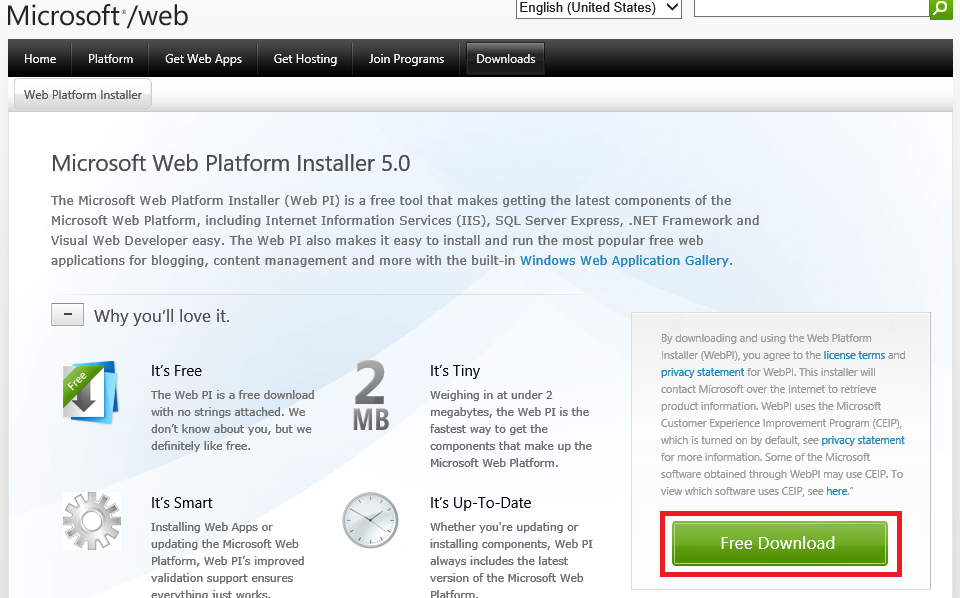 Microsoft®/web
English (United States)
Home Platform Get Web Apps Get Hosting Join Programs Downloads
Web Platform Installer
Microsoft Web Platform Installer 5.0
The Microsoft Web Platform Installer (Web PI) is a free tool that makes getting the latest components of the
Microsoft Web Platform, including Internet Information Services (IIS), SQL Server Express, .NET Framework and
Visual Web Developer easy. The Web PI also makes it easy to install and run the most popular free web
applications for blogging, content management and more with the built-in Windows Web Application Gallery.
Why you'll love it.
Free
It's Free
The Web PI is a free download
with no strings attached. We
don't know about you, but we
definitely like free.
2
MB
It's Tiny
Weighing in at under 2
megabytes, the Web PI is the
fastest way to get the
components that make up the
Microsoft Web Platform.
It's Smart
Installing Web Apps or
updating the Microsoft Web
Platform, Web PI's improved
validation support ensures
everything just works.
It's Up-To-Date
Whether you're updating or
installing components, Web PI
always includes the latest
version of the Microsoft Web
Platform.
By downloading and using the Web Platform
Installer (WebPI), you agree to the license terms and
privacy statement for WebPI. This installer will
contact Microsoft over the Internet to retrieve
product information. WebPI uses the Microsoft
Customer Experience Improvement Program (CEIP),
which is turned on by default, see privacy statement
for more information. Some of the Microsoft
software obtained through WebPI may use CEIP. To
view which software uses CEIP, see here."
Free Download